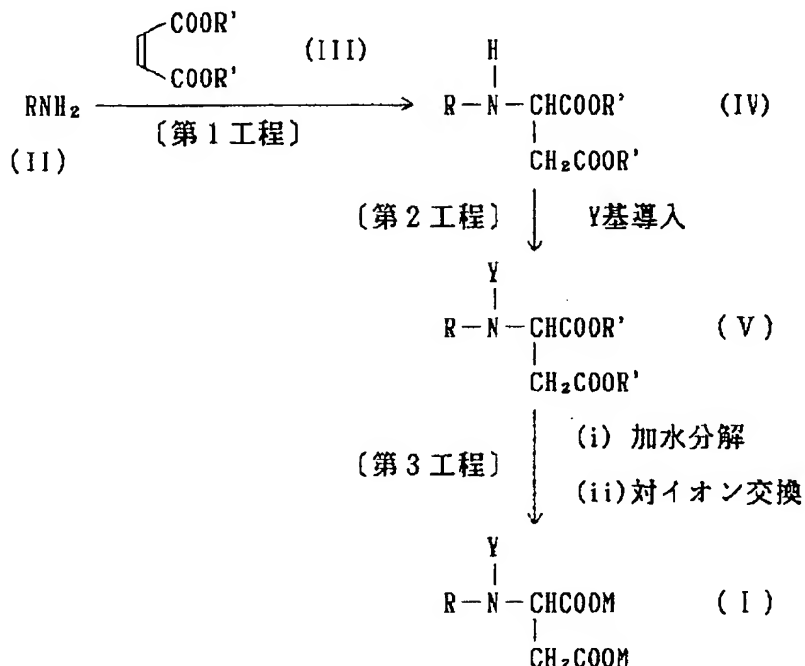 COOR'
(III)
COOR'
RNH₂
〔第1工程〕
(II)
H
R-N-CHCOOR' (IV)
CH₂COOR'
〔第2工程〕 Y基導入
Y
R-N-CHCOOR' (V)
CH₂COOR'
〔第3工程〕
(i) 加水分解
(ii)対イオン交換
Y
R-N-CHCOOM (I)
CH₂COOM